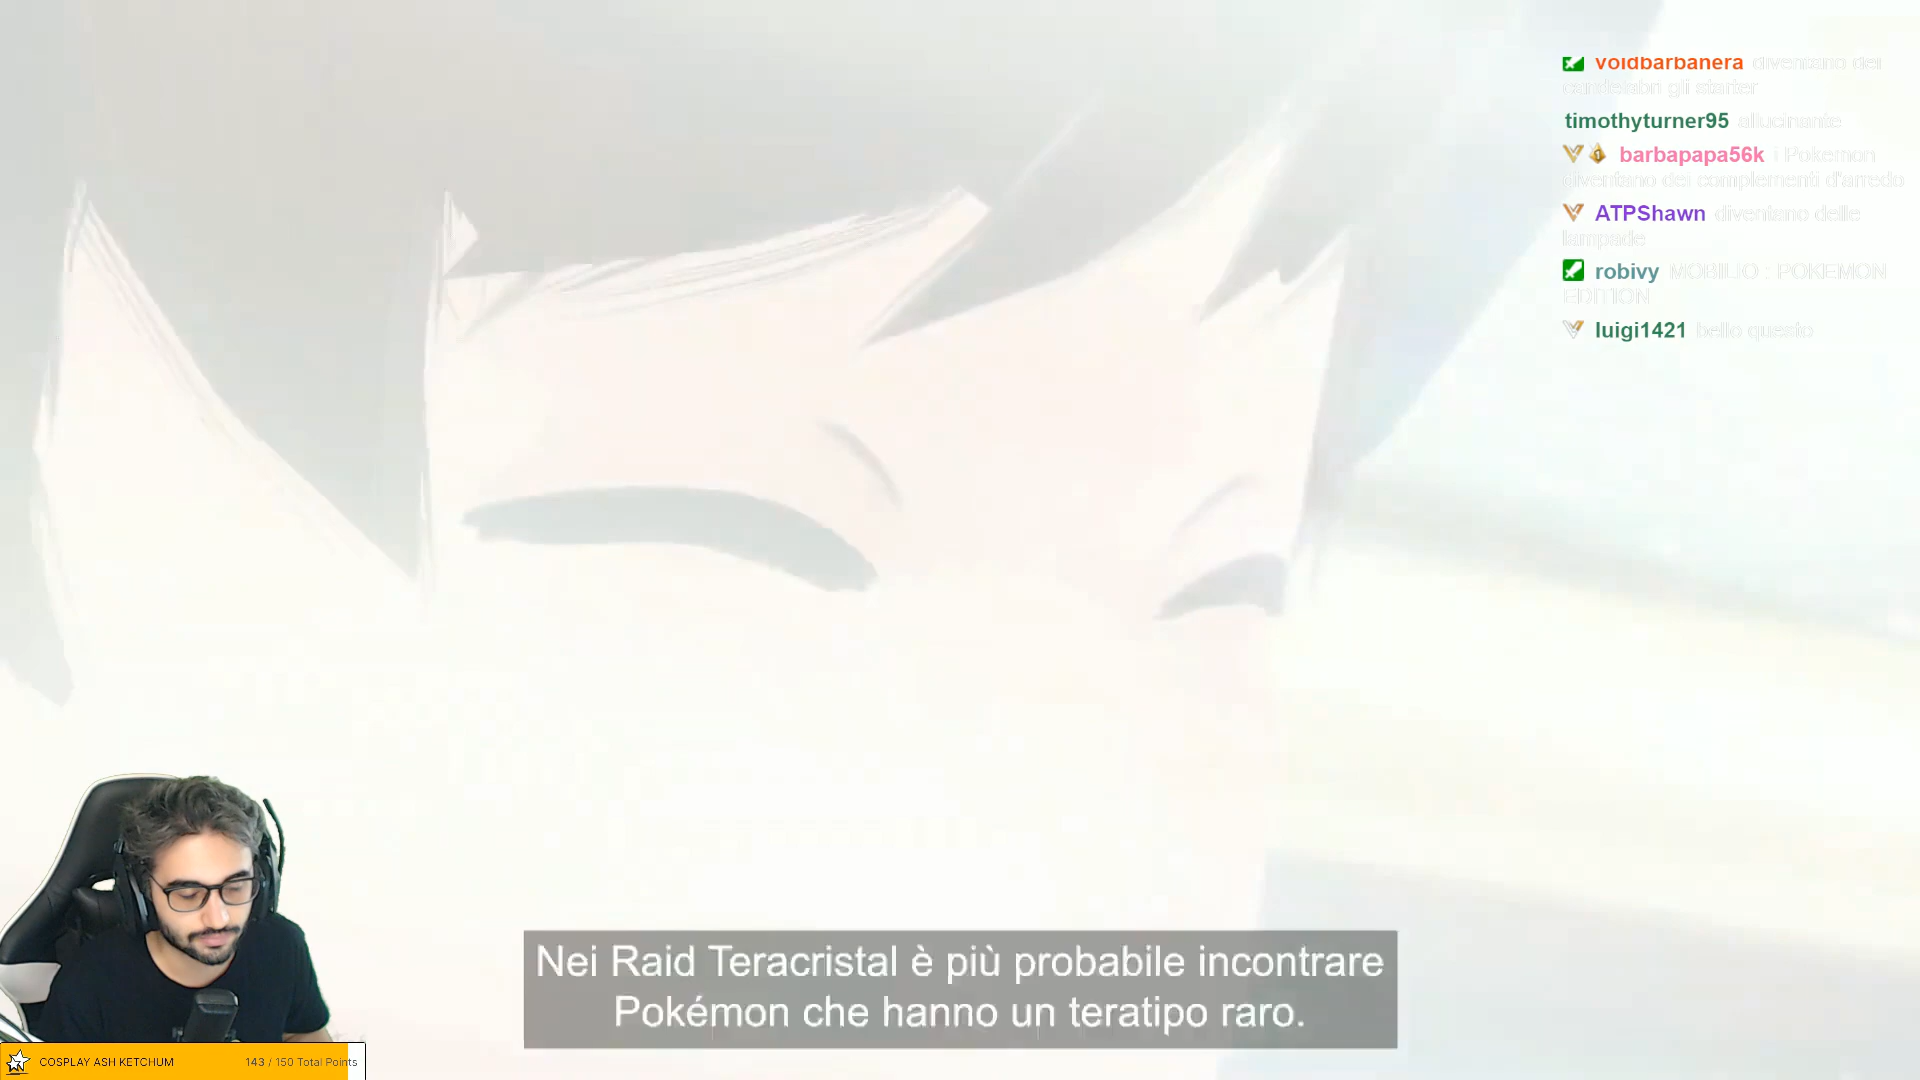 voidbarbanera diventano dei
candelabri gli starter
timothyturner95 allucinante
barbapapa56k i Pokemon
diventano dei complementi d'arredo
ATPShawn diventano delle
lampade
robivy MOBILIO : POKEMON
EDITION
luigi1421 bello questo
Nei Raid Teracristal è più probabile incontrare
Pokémon che hanno un teratipo raro.
COSPLAY ASH KETCHUM 143 / 150 Total Points